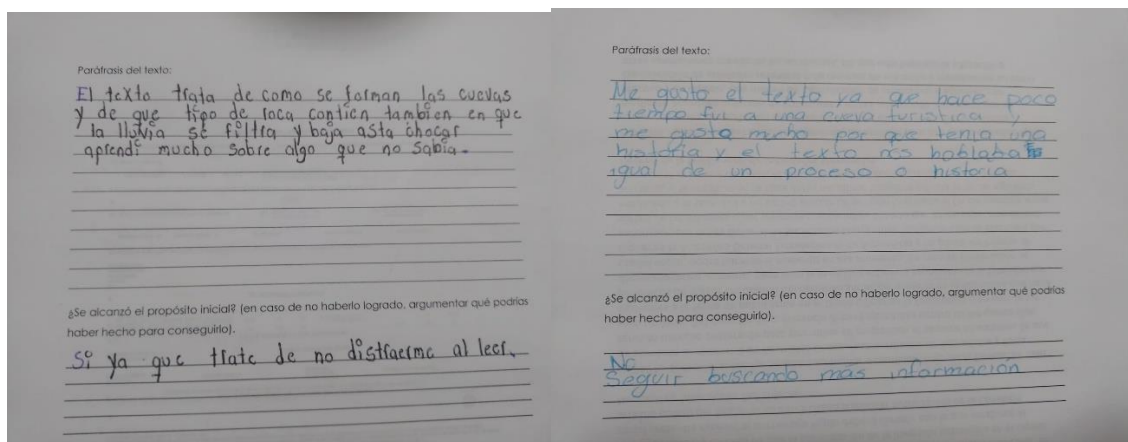 Paráfrasis del texto:
El texto trata de como se forman las cuevas
y de que tipo de roca contien tambien en que
la lluvia se filtra y baja asta chocar
aprendi mucho sobre algo que no sabia.
¿Se alcanzó el propósito inicial? (en caso de no haberlo logrado, argumentar qué podrías
haber hecho para conseguirlo).
Si ya que trate de no distraerme al leer.
Paráfrasis del texto:
Me gusto el texto ya qe hace poco
tiempo fui a una cueva turistica y
me gusto mucho por que tenia una
historia y el texto nos hablaba
igual de un proceso o historia
¿Se alcanzó el propósito inicial? (en caso de no haberlo logrado, argumentar qué podrías
haber hecho para conseguirlo).
No
Seguir buscando más información